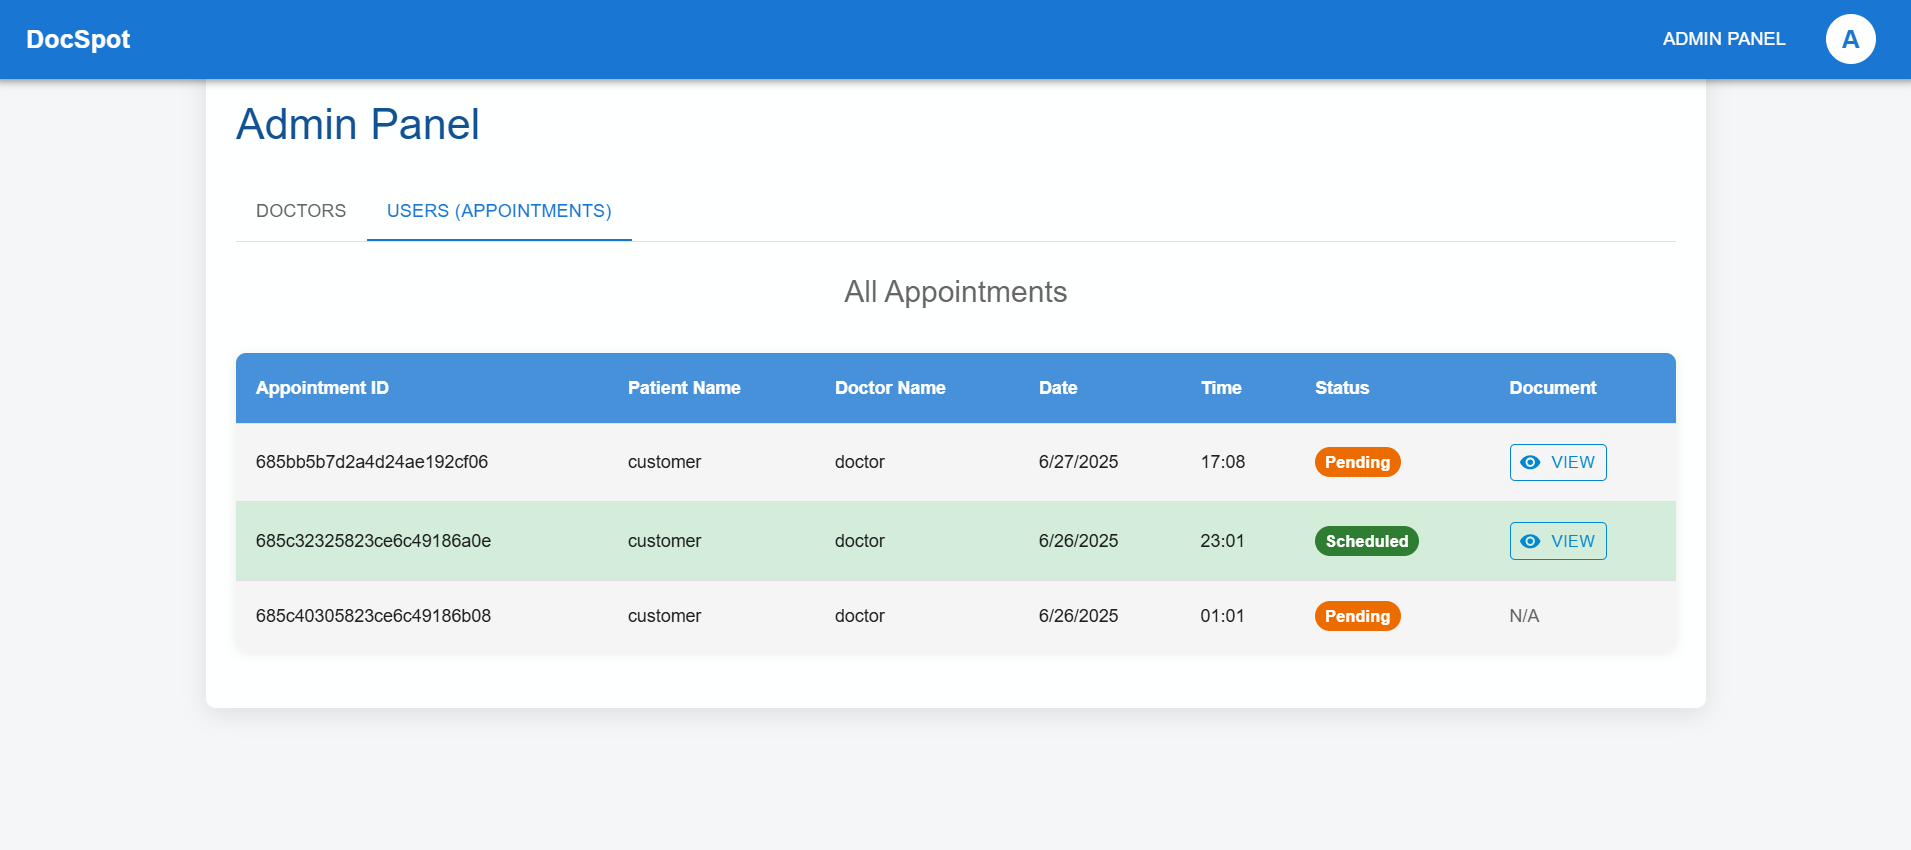 DocSpot ADMIN PANEL A
Admin Panel
DOCTORS USERS (APPOINTMENTS)
All Appointments
Appointment ID Patient Name Doctor Name Date Time Status Document
685bb5b7d2a4d24ae192cf06 customer doctor 6/27/2025 17:08 Pending VIEW
685c32325823ce6c49186a0e customer doctor 6/26/2025 23:01 Scheduled VIEW
685c40305823ce6c49186b08 customer doctor 6/26/2025 01:01 Pending N/A